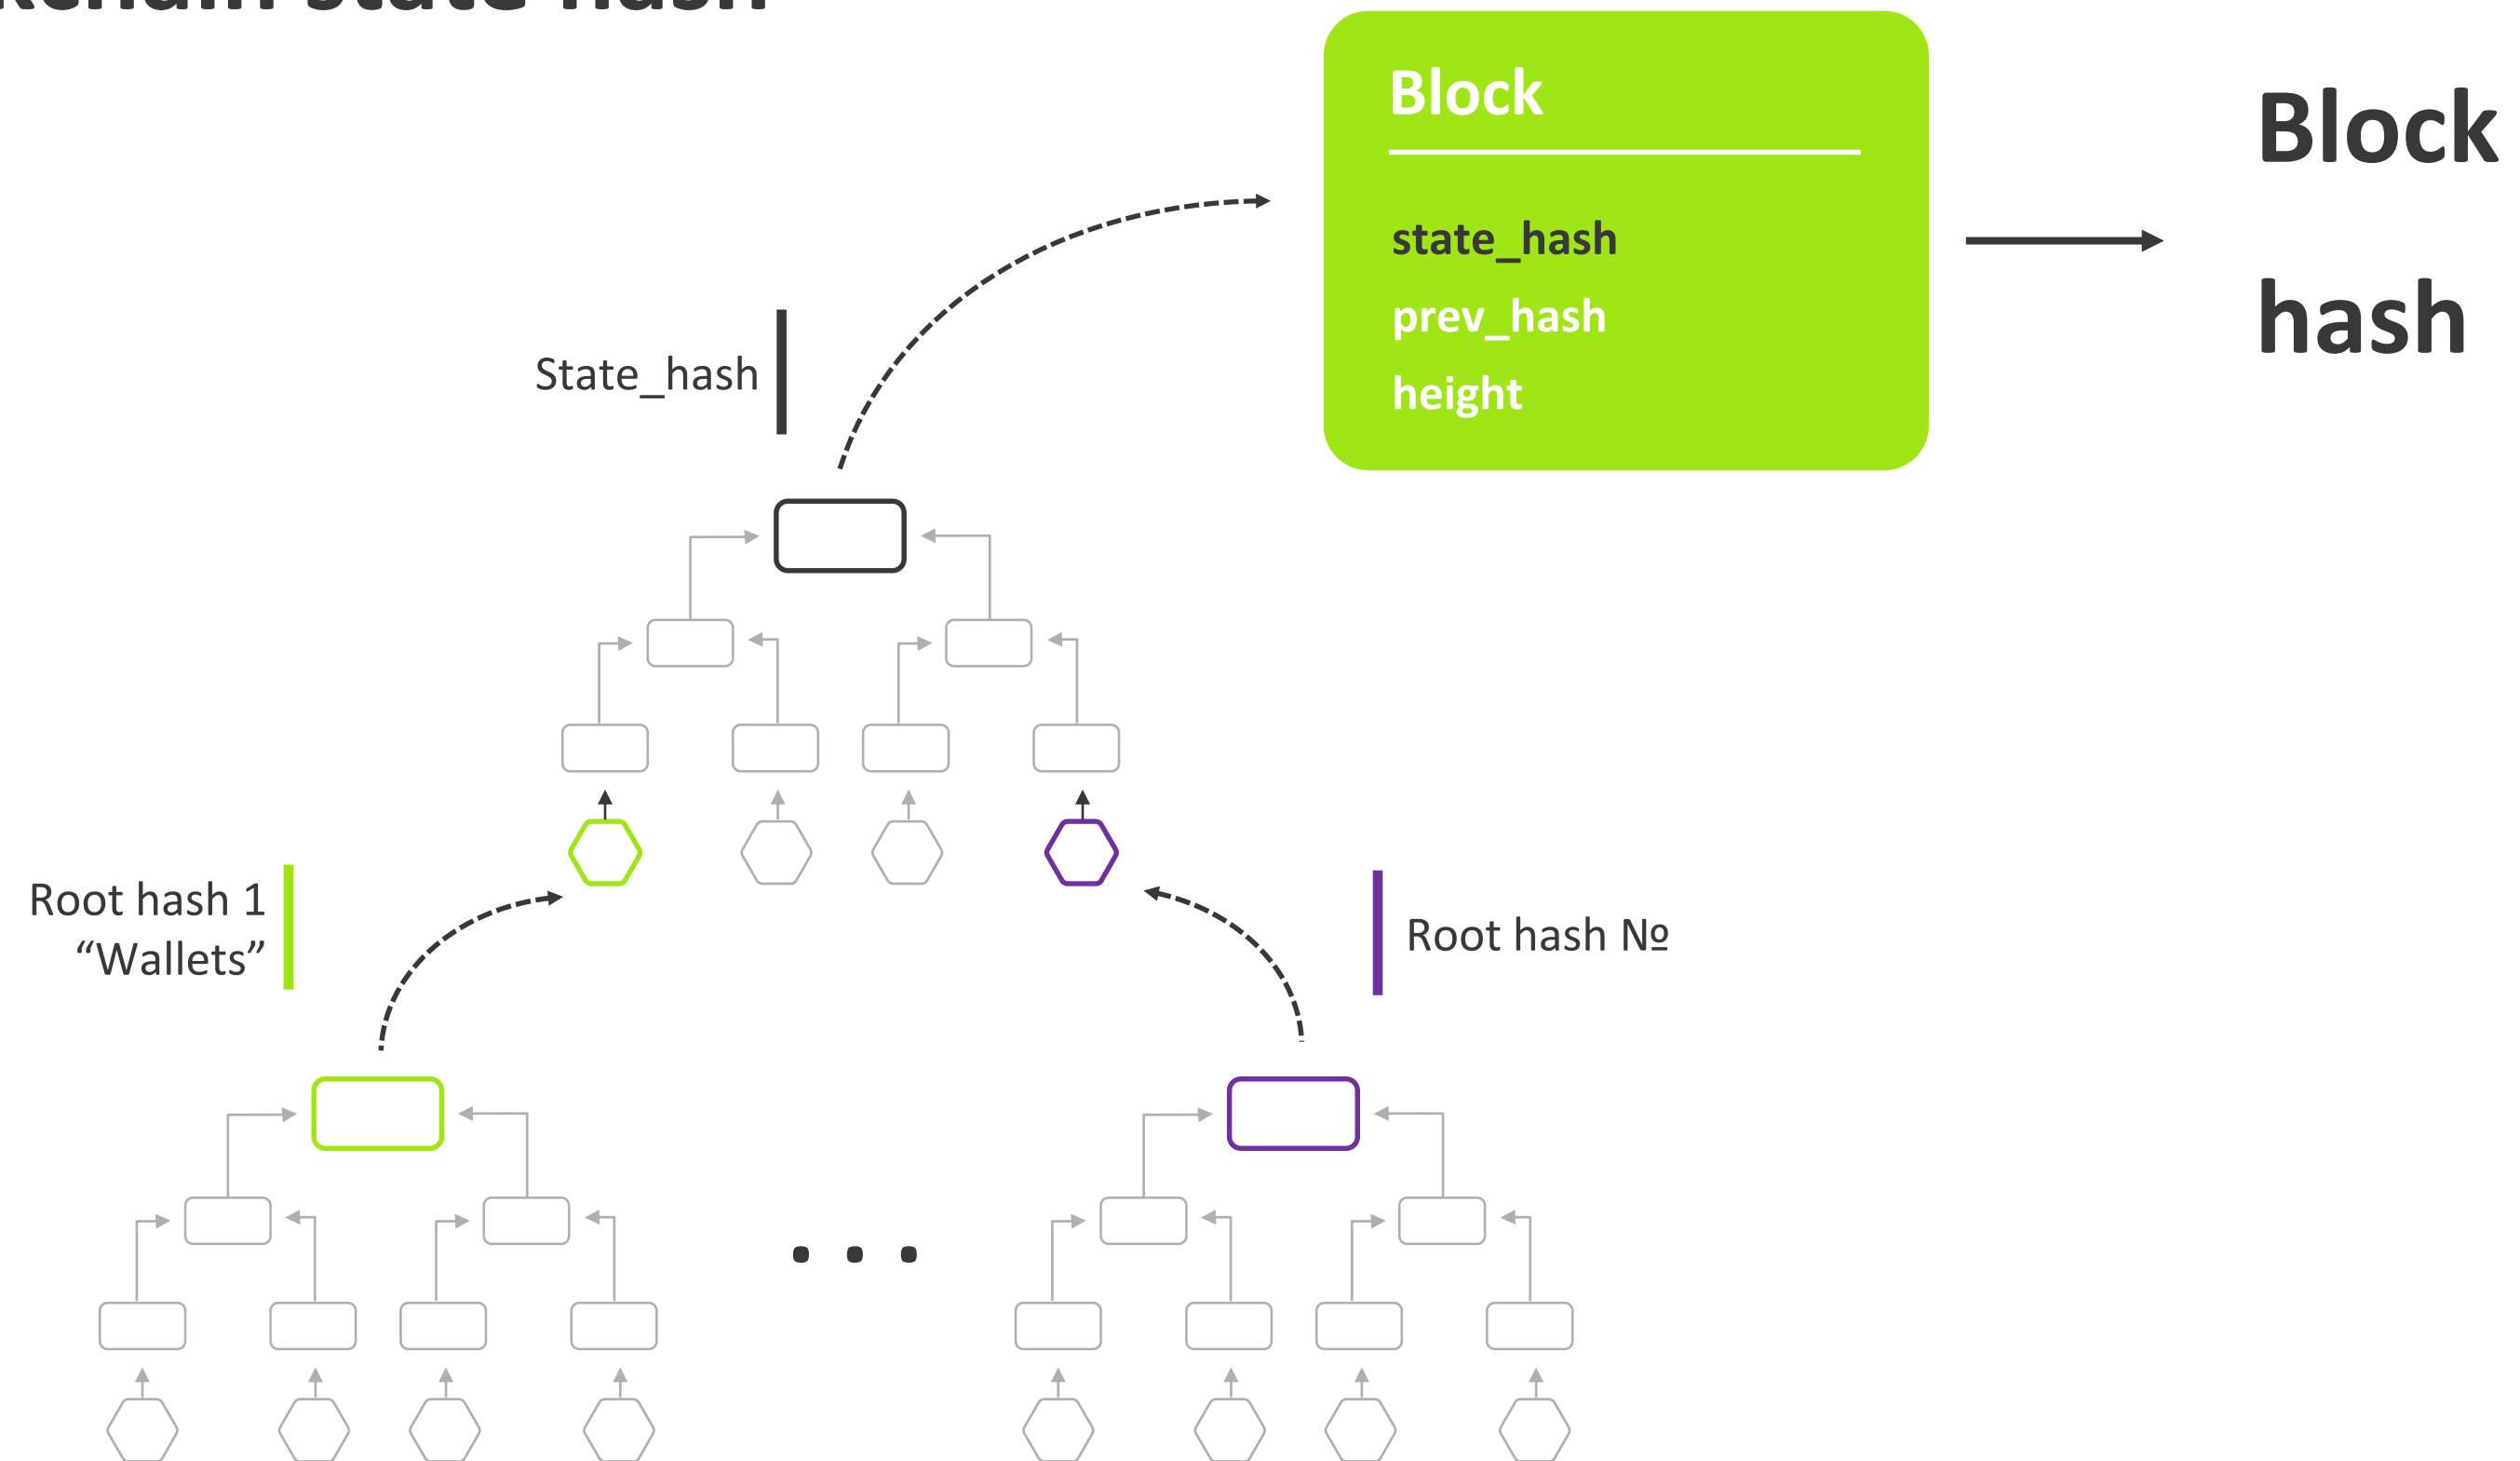 Block
state_hash
prev_hash
height
Block
hash
State_hash
Root hash 1
“Wallets”
Root hash №
. . .